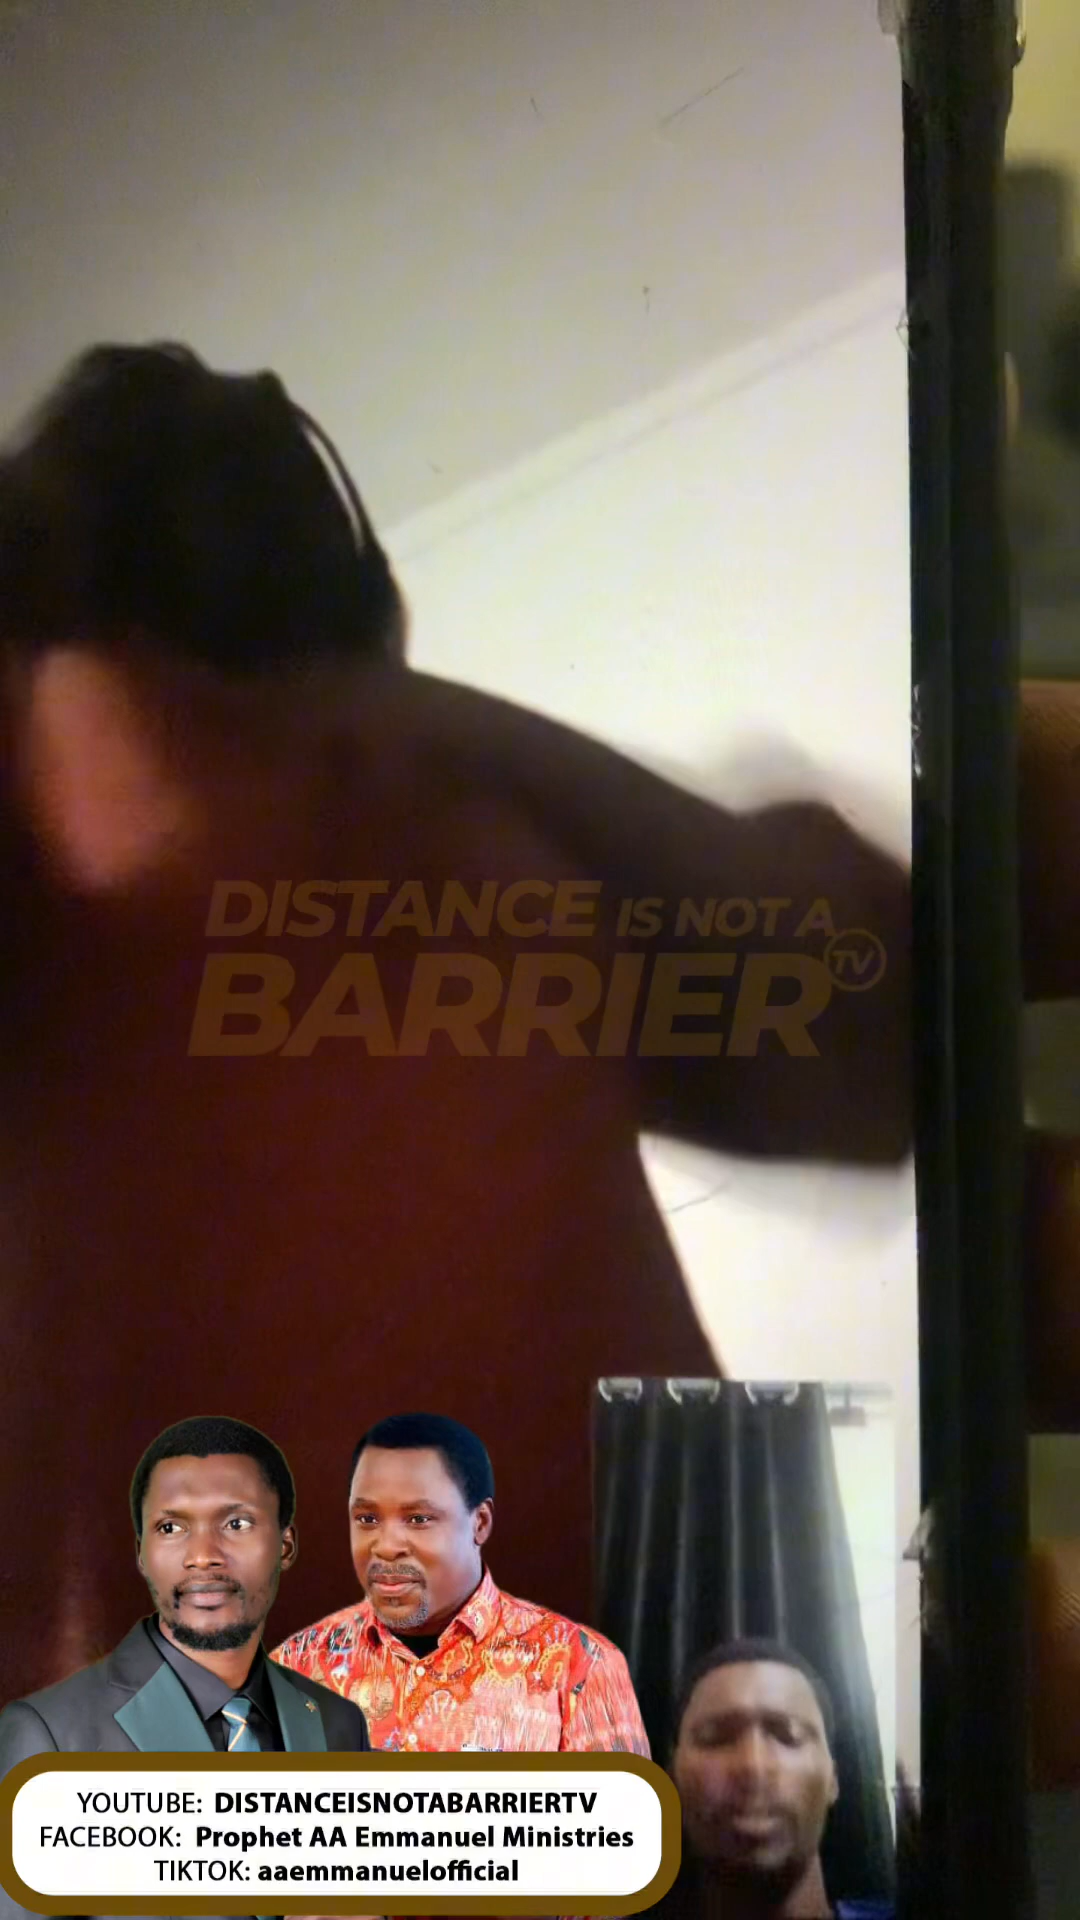 DISTANCE IS NOT A
BARRIER TV
YOUTUBE: DISTANCEISNOTABARRIERTV
FACEBOOK: Prophet AA Emmanuel Ministries
TIKTOK: aaemmanuelofficial